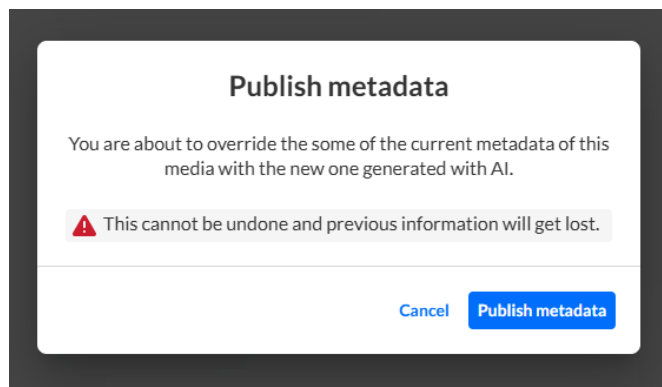 Publish metadata
You are about to override the some of the current metadata of this
media with the new one generated with AI.
This cannot be undone and previous information will get lost.
Cancel
Publish metadata